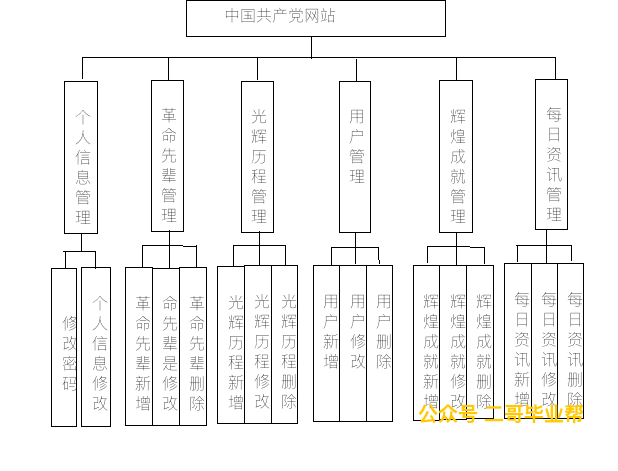 中国共产党网站
个人信息管理
革命先辈管理
光辉历程管理
用户管理
辉煌成就管理
每日资讯管理
修改密码
个人信息修改
革命先辈新增
命先辈是修改
革命先辈删除
光辉历程新增
光辉历程修改
光辉历程删除
用户新增
用户修改
用户删除
辉煌成就新增
辉煌成就修改
辉煌成就删除
每日资讯新增
每日资讯修改
每日资讯删除
公众号 二哥毕业帮